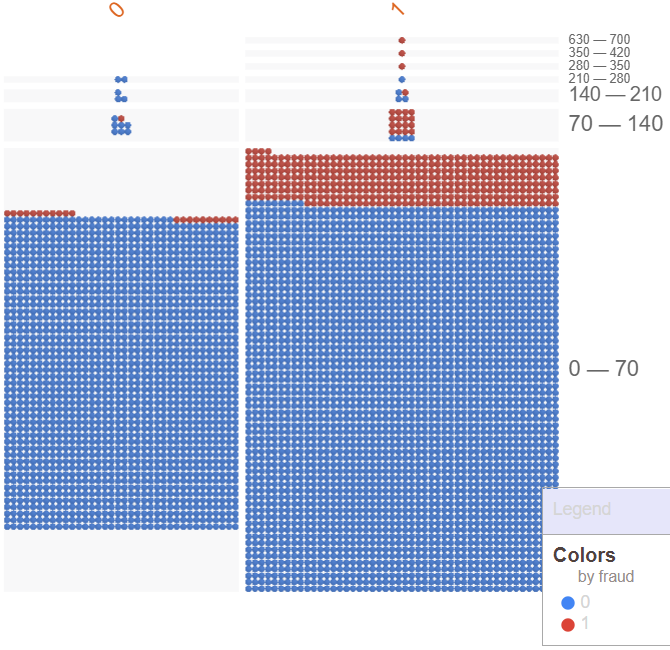 0
1
630 — 700
350 — 420
280 — 350
210 — 280
140 — 210
70 — 140
0 — 70
Legend
Colors
by fraud
0
1